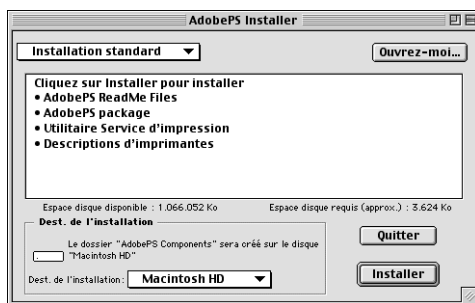 AdobePS Installer
Installation standard
Ouvrez-moi...
Cliquez sur Installer pour installer
• AdobePS ReadMe Files
• AdobePS package
• Utilitaire Service d'impression
• Descriptions d'imprimantes
Espace disque disponible : 1.066.052 Ko
Espace disque requis (approx.) : 3.624 Ko
Dest. de l'installation
Le dossier "AdobePS Components" sera créé sur le disque
"Macintosh HD"
Quitter
Dest. de l'installation:
Macintosh HD
Installer